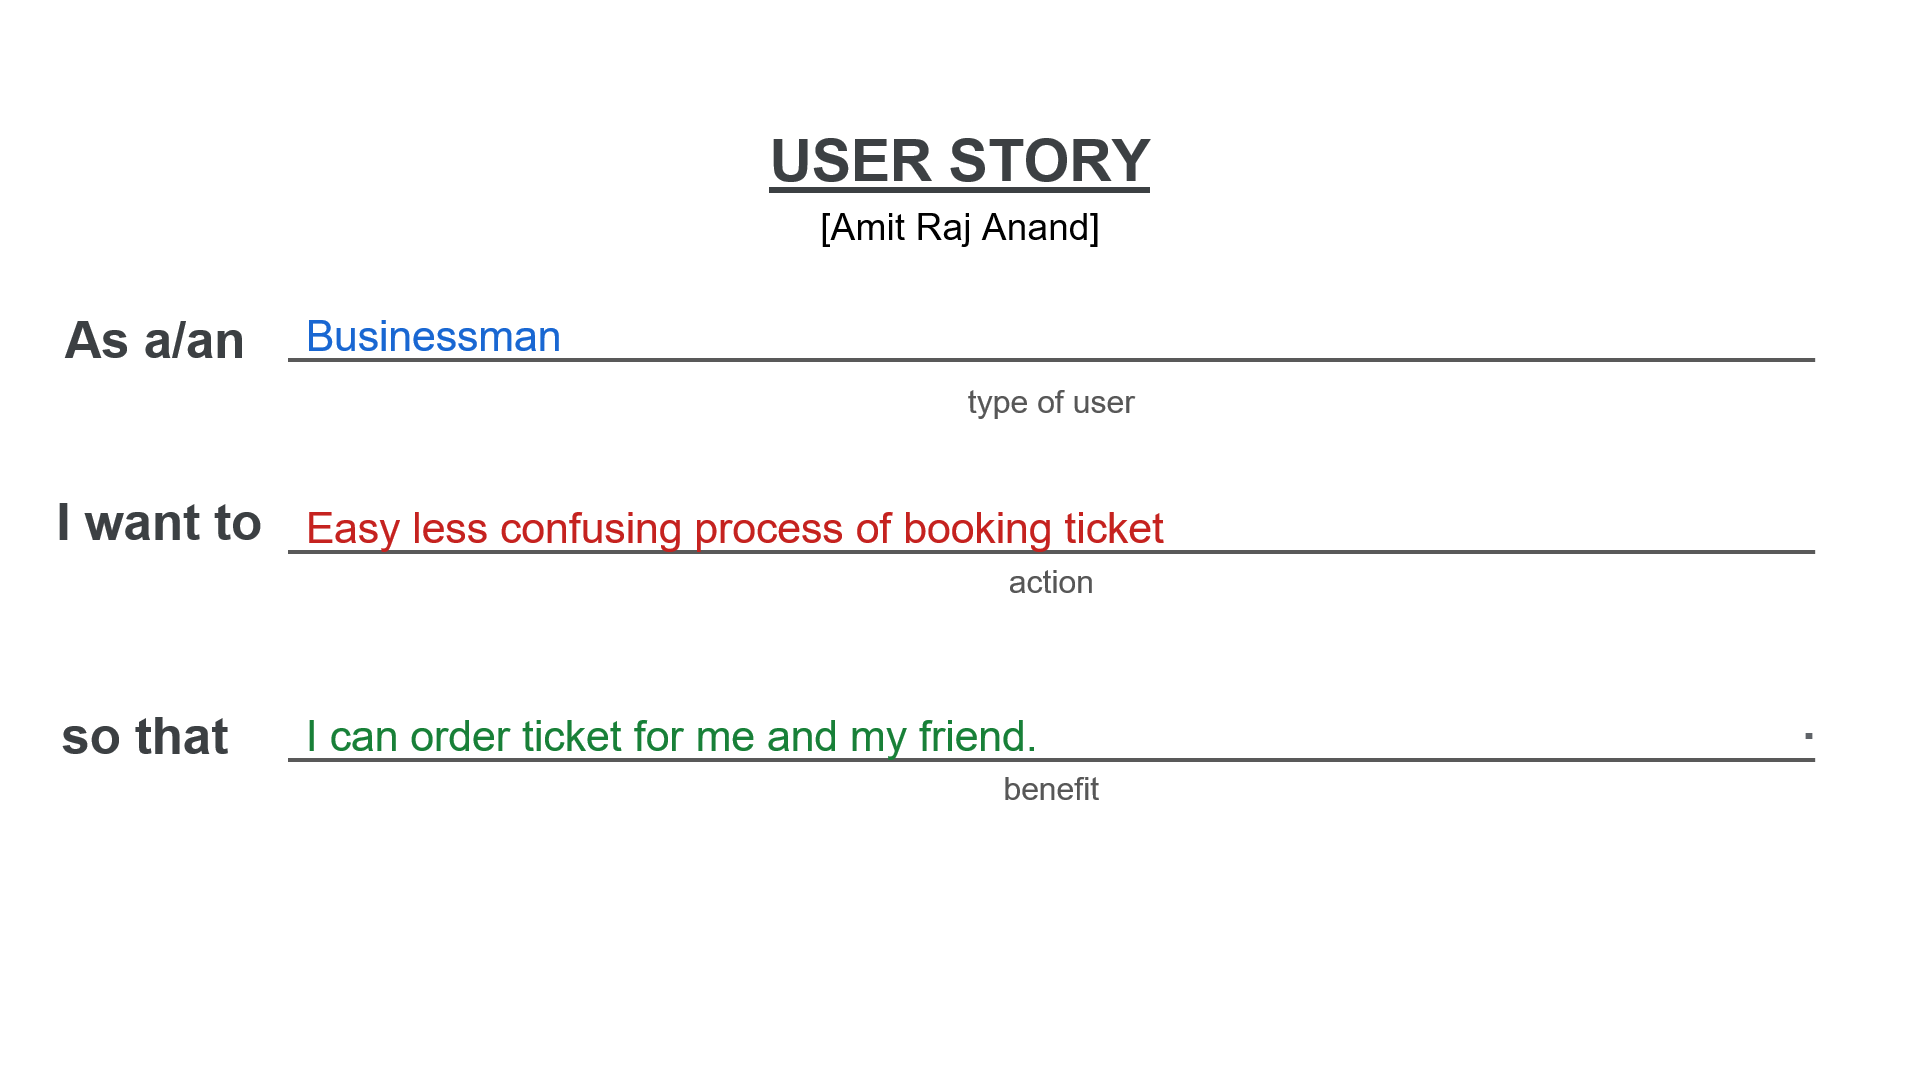 USER STORY
[Amit Raj Anand]
As a/an Businessman
type of user
I want to Easy less confusing process of booking ticket
action
so that I can order ticket for me and my friend. .
benefit